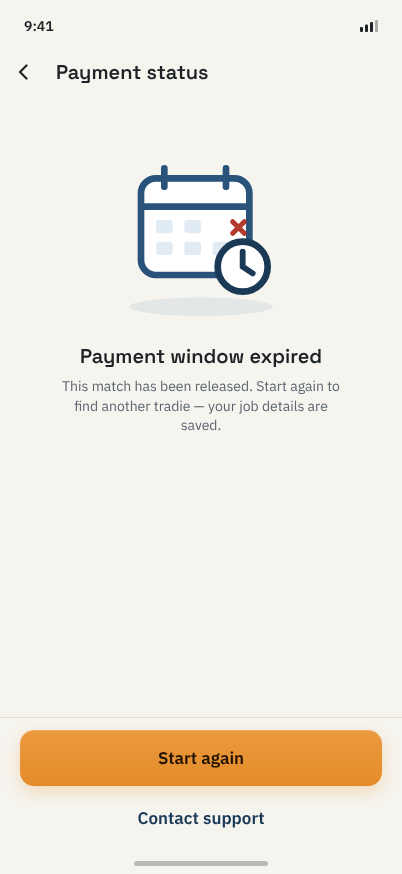 9:41
Payment status
Payment window expired
This match has been released. Start again to
find another tradie — your job details are
saved.
Start again
Contact support